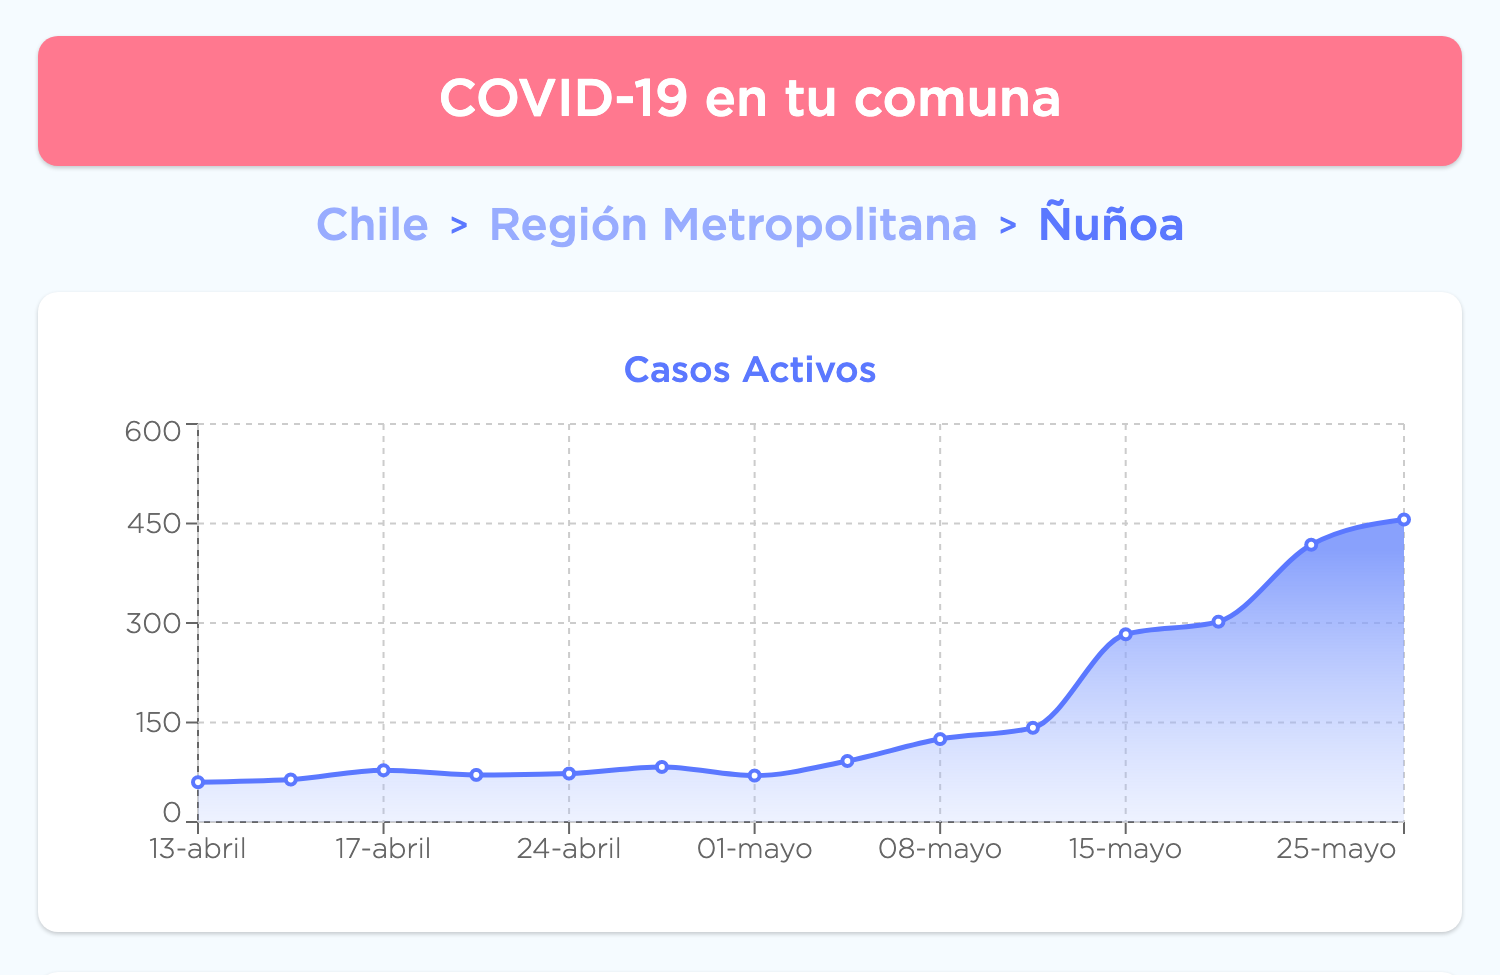 COVID-19 en tu comuna
Chile > Región Metropolitana > Ñuñoa
Casos Activos
600
450
300
150
0
13-abril 17-abril 24-abril 01-mayo 08-mayo 15-mayo 25-mayo